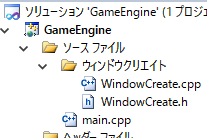 ソリューション 'GameEngine' (1 プロジ
GameEngine
ソース ファイル
ウィンドウクリエイト
WindowCreate.cpp
WindowCreate.h
main.cpp
ヘッダー ファイル